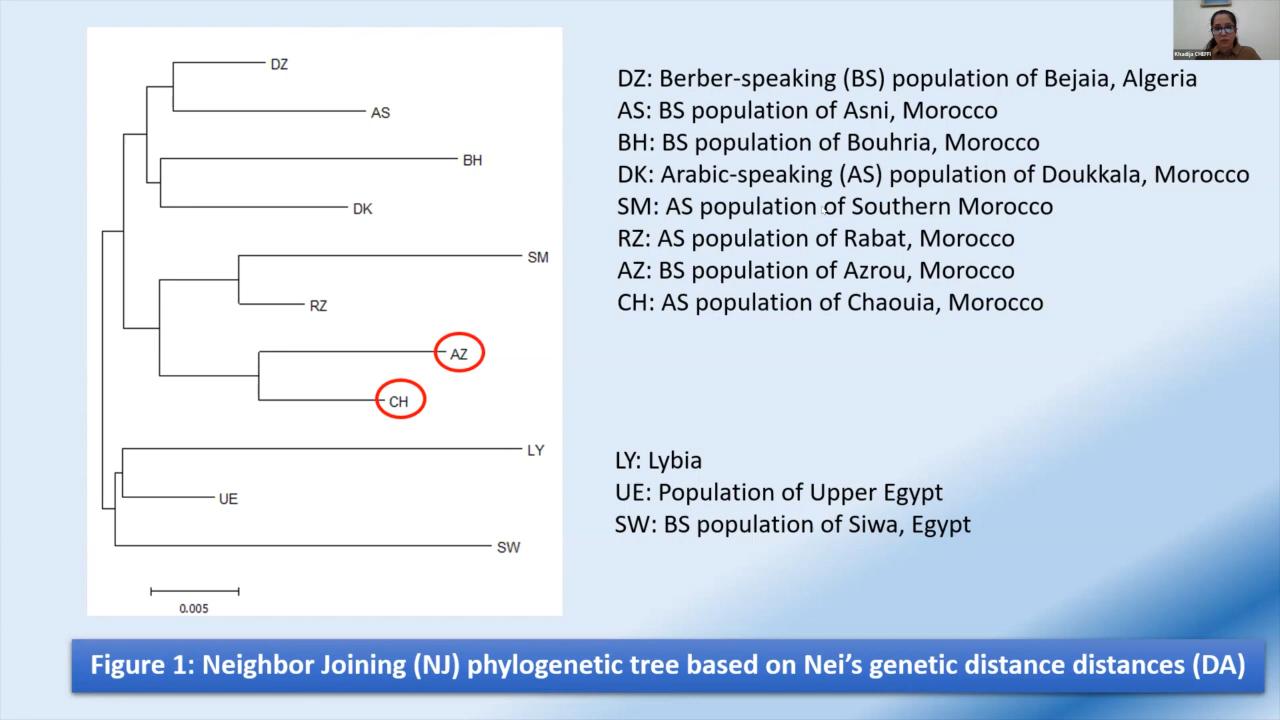 Khadija CHEFFI
DZ
AS
BH
DK
SM
RZ
AZ
CH
LY
UE
SW
0.005
DZ: Berber-speaking (BS) population of Bejaia, Algeria
AS: BS population of Asni, Morocco
BH: BS population of Bouhria, Morocco
DK: Arabic-speaking (AS) population of Doukkala, Morocco
SM: AS population of Southern Morocco
RZ: AS population of Rabat, Morocco
AZ: BS population of Azrou, Morocco
CH: AS population of Chaouia, Morocco
LY: Lybia
UE: Population of Upper Egypt
SW: BS population of Siwa, Egypt
Figure 1: Neighbor Joining (NJ) phylogenetic tree based on Nei’s genetic distance distances (DA)